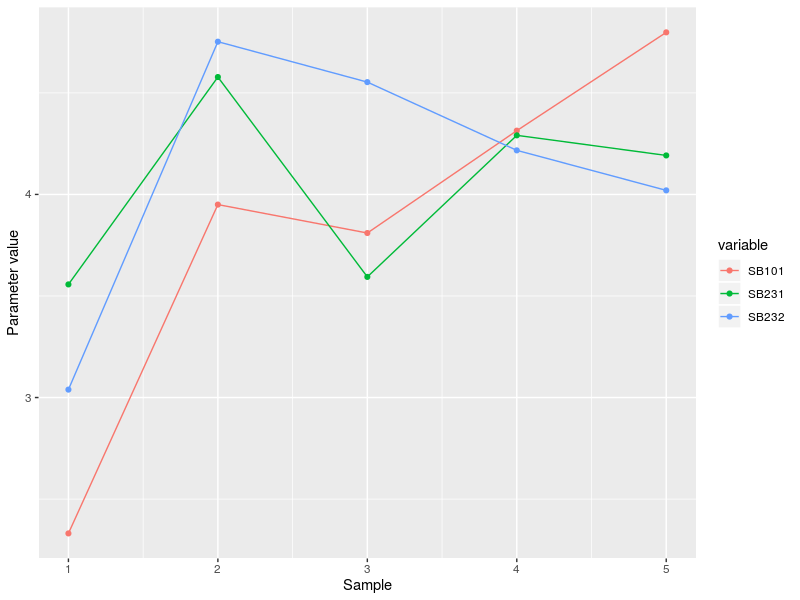 Parameter value
4
3
1 2 3 4 5
Sample
variable
SB101
SB231
SB232